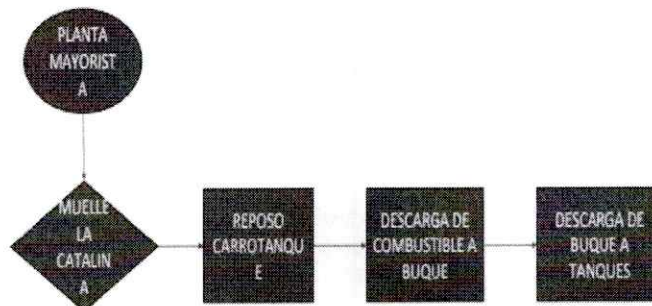 PLANTA
MAYORIST
A
MUELLE
LA
CATALIN
A
REPOSO
CARROTANQU
E
DESCARGA DE
COMBUSTIBLE A
BUQUE
DESCARGA DE
BUQUE A
TANQUES